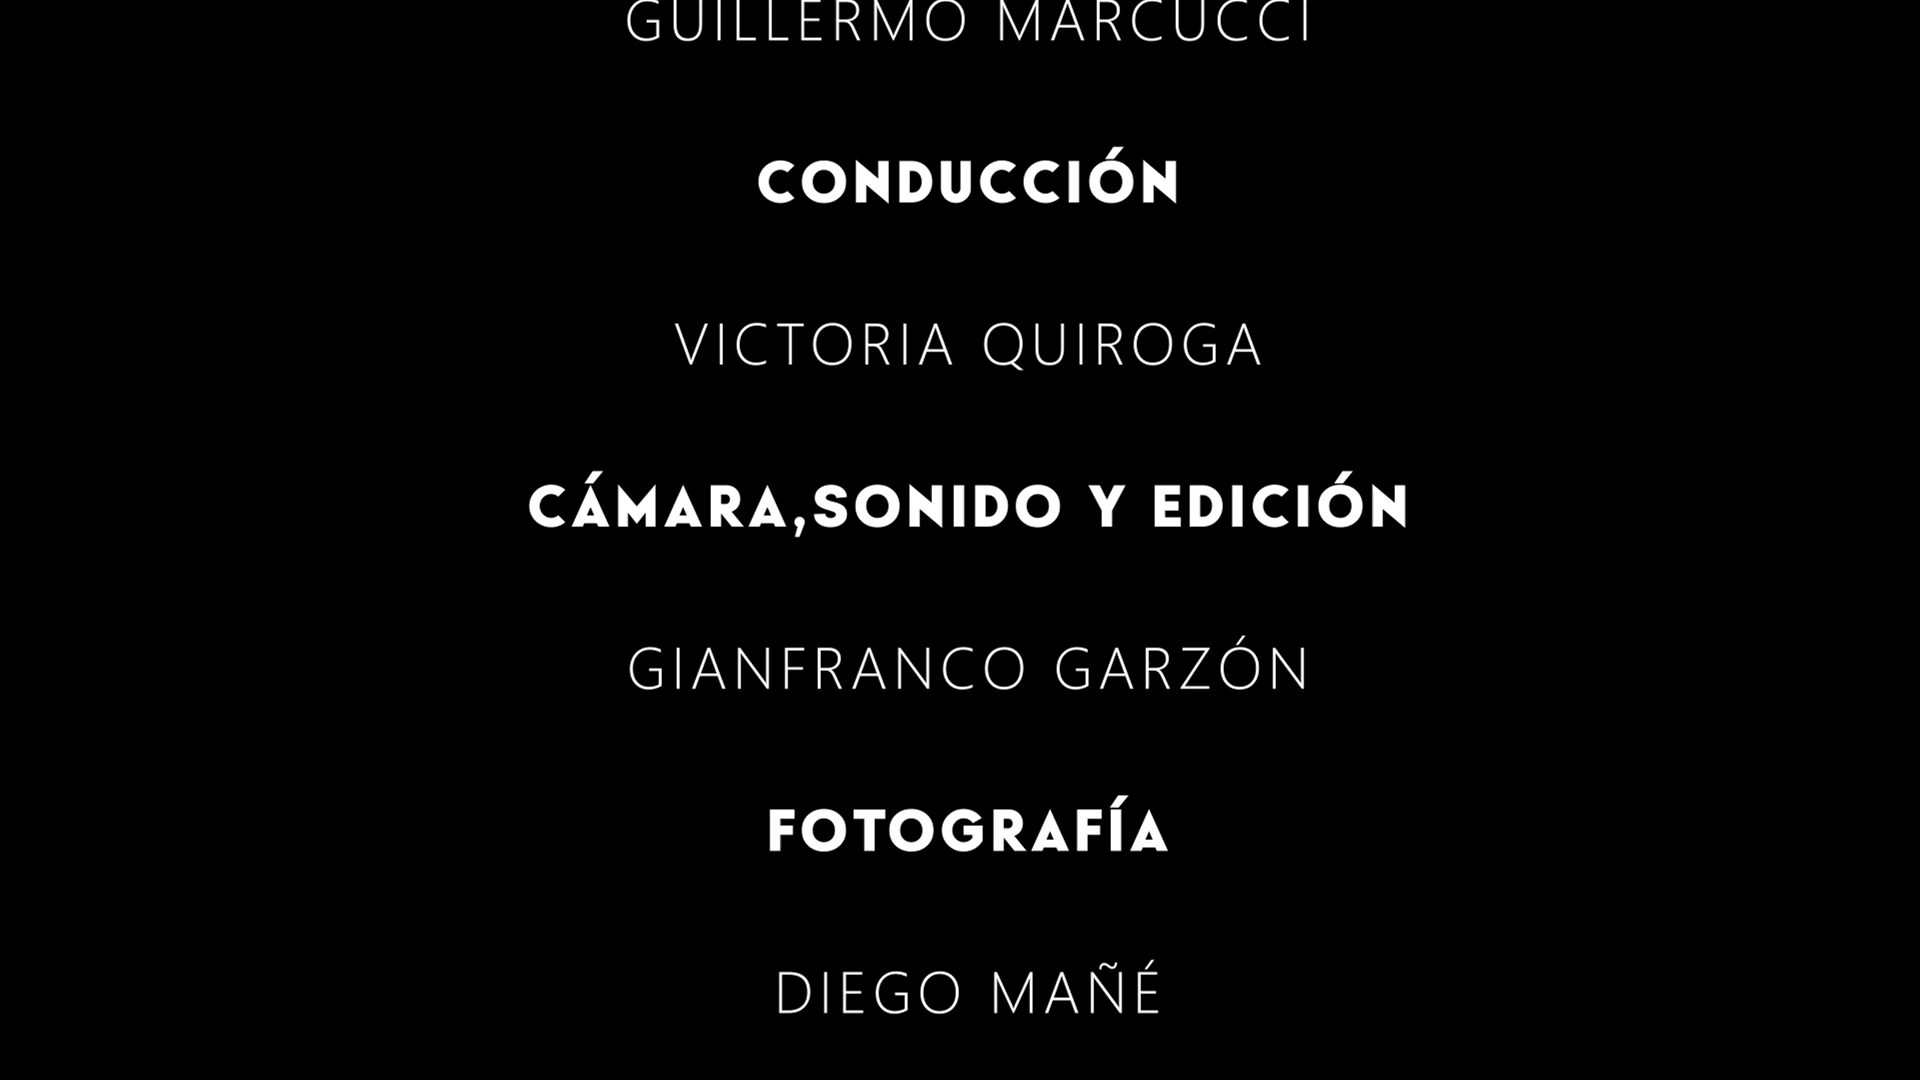 GUILLERMO MARCUCCI
CONDUCCIÓN
VICTORIA QUIROGA
CÁMARA,SONIDO Y EDICIÓN
GIANFRANCO GARZÓN
FOTOGRAFÍA
DIEGO MAÑÉ